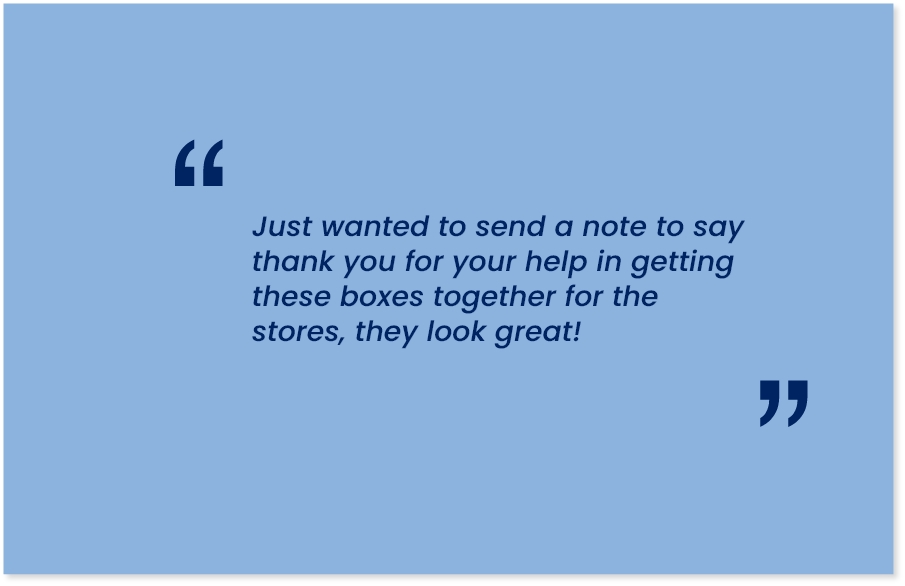 “
Just wanted to send a note to say
thank you for your help in getting
these boxes together for the
stores, they look great!
”